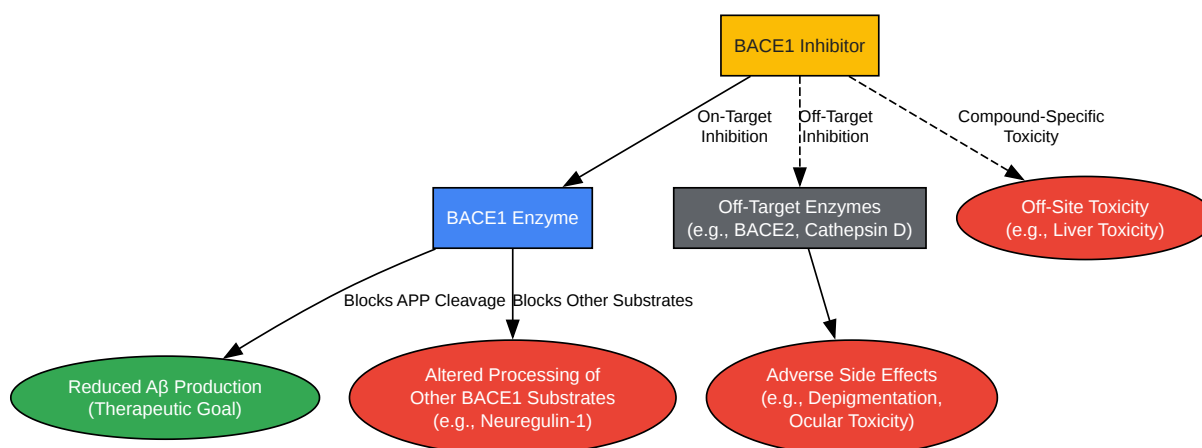 BACE1 Inhibitor
On-Target
Inhibition
Off-Target
Inhibition
Compound-Specific
Toxicity
BACE1 Enzyme
Off-Target Enzymes
(e.g., BACE2, Cathepsin D)
Off-Site Toxicity
(e.g., Liver Toxicity)
Blocks APP Cleavage
Blocks Other Substrates
Reduced Aβ Production
(Therapeutic Goal)
Altered Processing of
Other BACE1 Substrates
(e.g., Neuregulin-1)
Adverse Side Effects
(e.g., Depigmentation,
Ocular Toxicity)